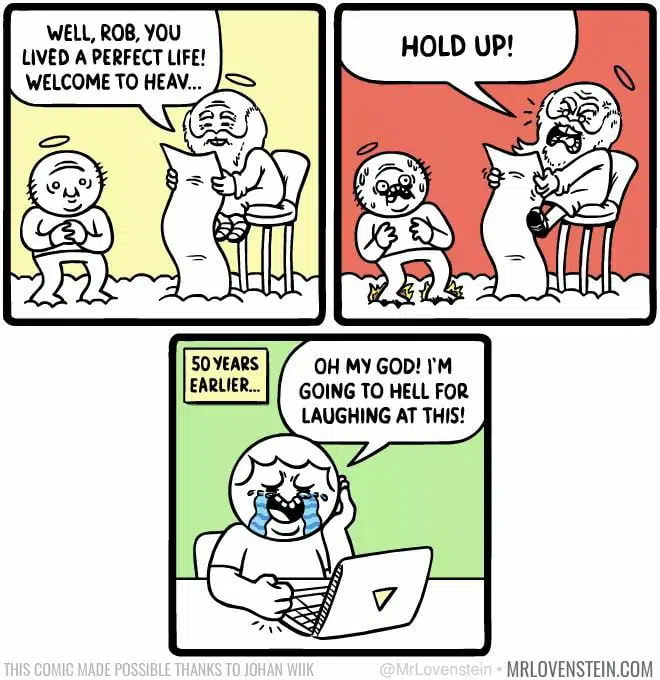 WELL, ROB, YOU
LIVED A PERFECT LIFE!
WELCOME TO HEAV...
HOLD UP!
50 YEARS
EARLIER...
OH MY GOD! I'M
GOING TO HELL FOR
LAUGHING AT THIS!
THIS COMIC MADE POSSIBLE THANKS TO JOHAN WIIK
@MrLovenstein • MRLOVENSTEIN.COM